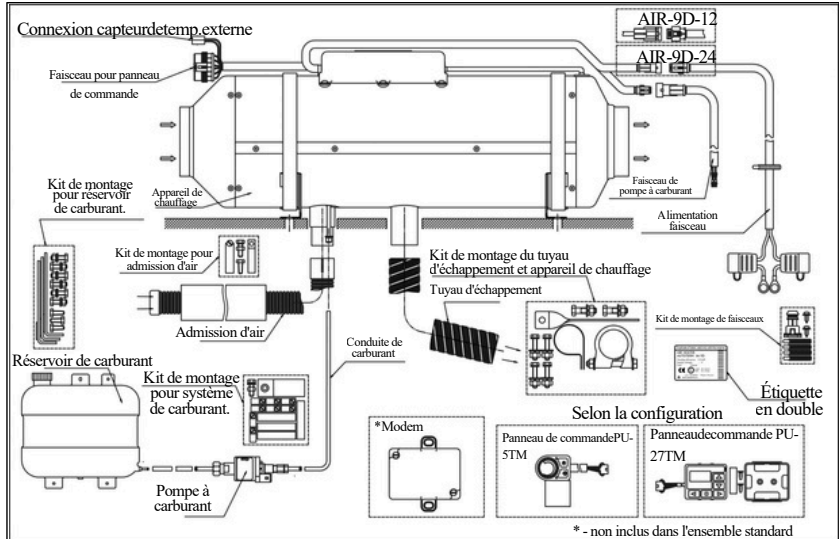 Connexion capteurdetemp.externe
AIR-9D-12
AIR-9D-24
Faisceau pour panneau
de commande
Appareil de
chauffage
Faisceau de
pompe à carburant
Alimentation
faisceau
Kit de montage
pour réservoir
de carburant.
Kit de montage pour
admission d'air
Kit de montage du tuyau
d'échappement et appareil de chauffage
Tuyau d'échappement
Admission d'air
Conduite de
carburant
Kit de montage de faisceaux
Réservoir de carburant
Kit de montage
pour système
de carburant.
Étiquette
en double
Selon la configuration
*Modem
Panneau de commandePU-
5TM
Panneaudecommande PU-
27TM
Pompe à
carburant
* - non inclus dans l'ensemble standard